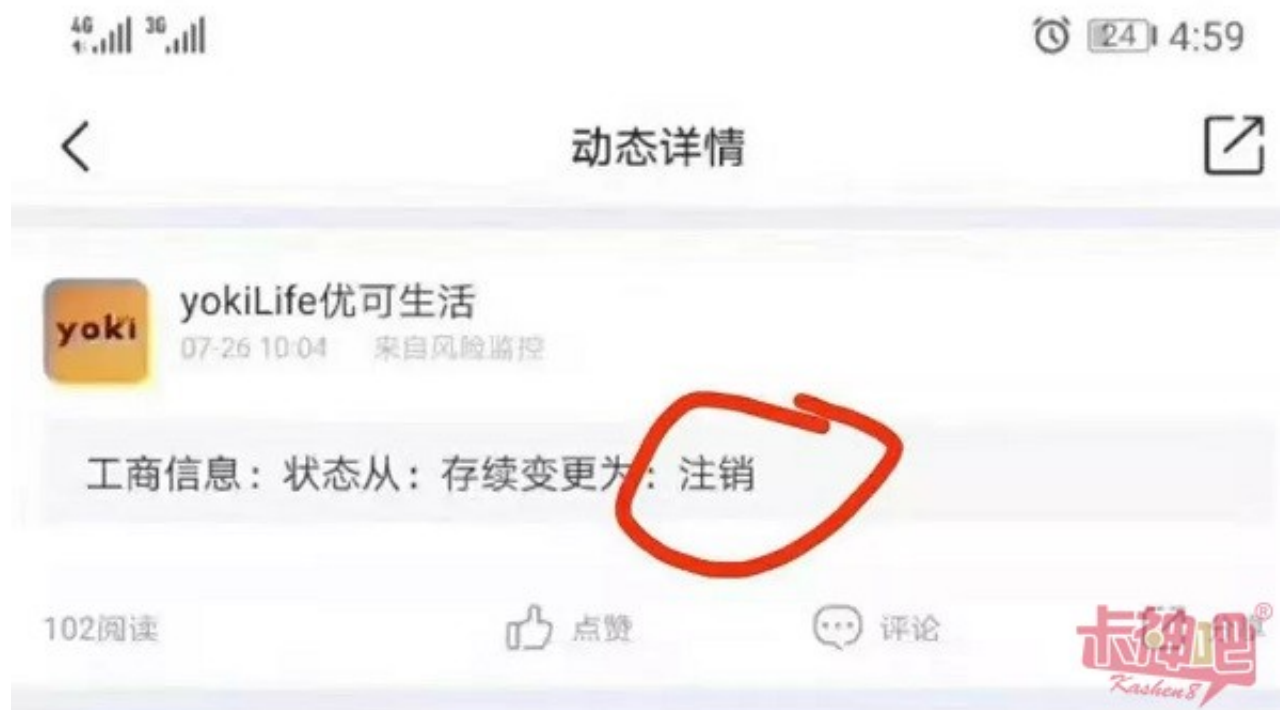 4G 3G 24 4:59
动态详情
yoki
yokiLife优可生活
07-26 10:04 来自风险监控
工商信息：状态从：存续变更为：注销
102阅读 点赞 评论
卡神吧®
Kashen8